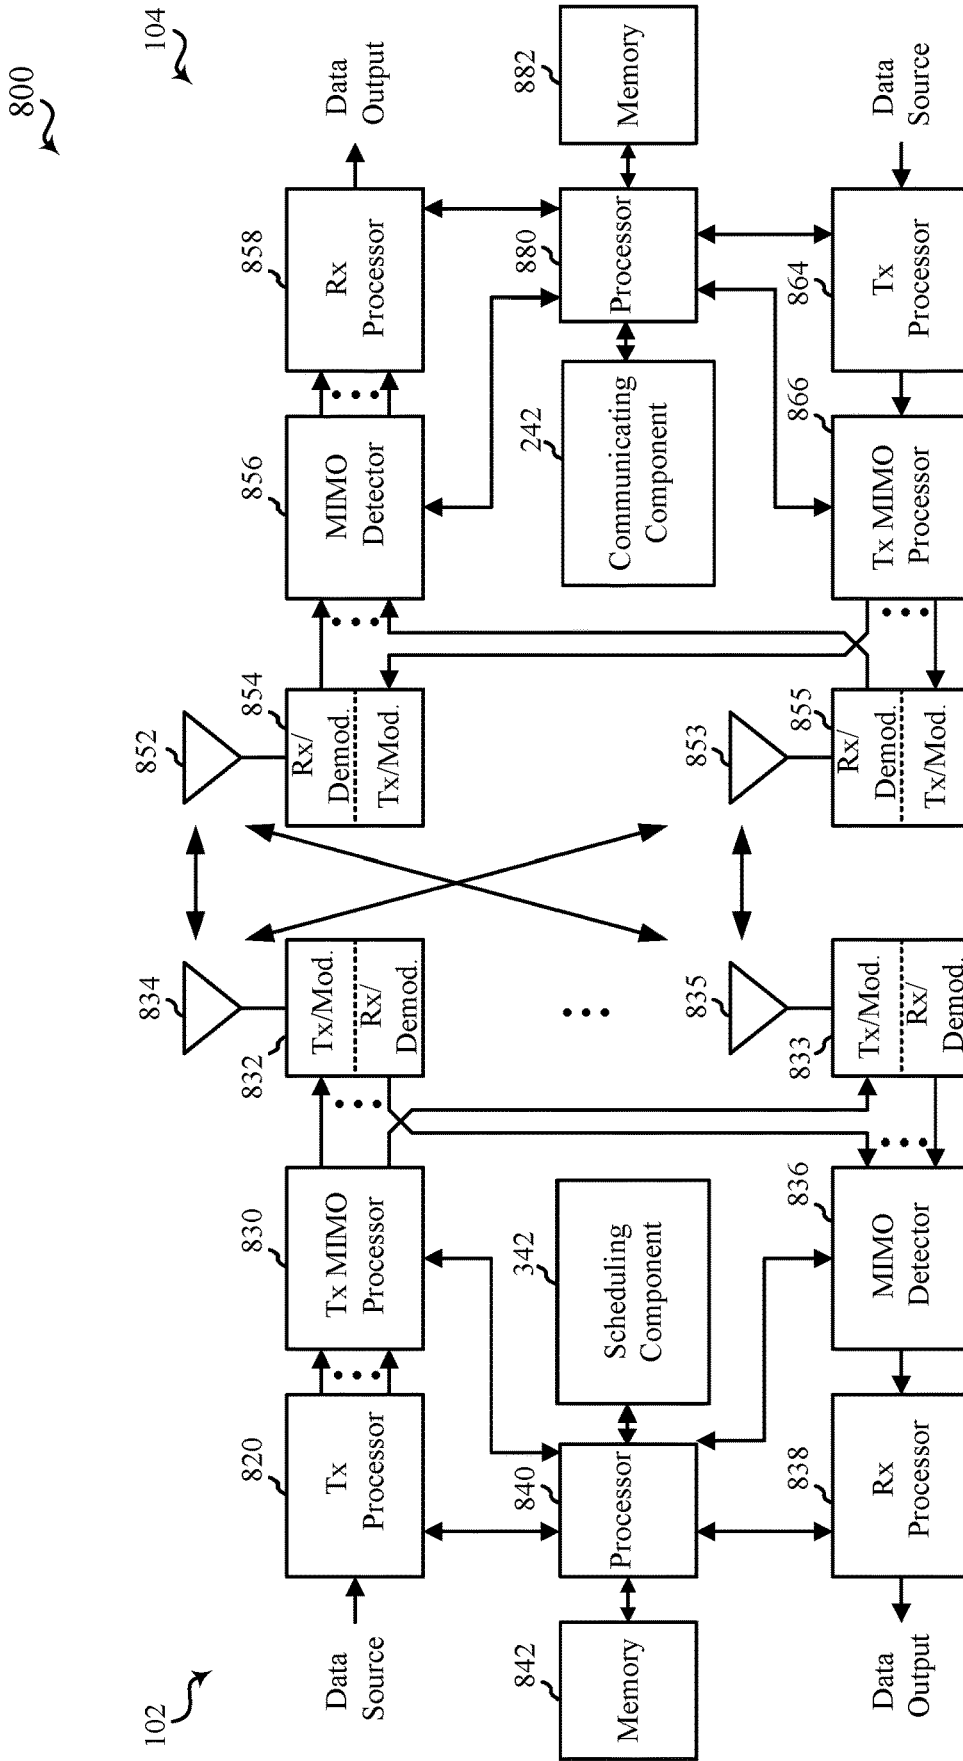 800
102
104
834
852
820
830
832
854
856
858
Data
Source
Tx
Processor
Tx MIMO
Processor
Tx/Mod.
Rx/
Demod.
Rx/
Demod.
Tx/Mod.
MIMO
Detector
Rx
Processor
Data
Output
842
840
342
242
880
882
Memory
Processor
Scheduling
Component
Communicating
Component
Processor
Memory
835
853
838
836
833
855
866
864
Data
Output
Rx
Processor
MIMO
Detector
Tx/Mod.
Rx/
Demod.
Rx/
Demod.
Tx/Mod.
Tx MIMO
Processor
Tx
Processor
Data
Source